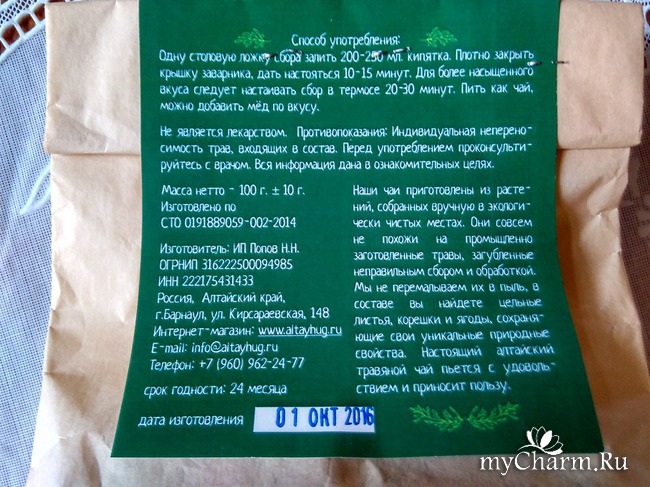 Способ употребления:
Одну столовую ложку сбора залить 200-250 мл. кипятка. Плотно закрыть
крышку заварника, дать настояться 10-15 минут. Для более насыщенного
вкуса следует настаивать сбор в термосе 20-30 минут. Пить как чай,
можно добавить мёд по вкусу.
Не является лекарством. Противопоказания: Индивидуальная неперено-
симость трав, входящих в состав. Перед употреблением проконсульти-
руйтесь с врачом. Вся информация дана в ознакомительных целях.
Масса нетто - 100 г. ± 10 г.
Изготовлено по
СТО 0191889059-002-2014
Изготовитель: ИП Попов Н.Н.
ОГРНИП 316222500094985
ИНН 222175431433
Россия, Алтайский край,
г.Барнаул, ул. Кирсараевская, 148
Интернет-магазин: www.altayhug.ru
E-mail: info@altayhug.ru
Телефон: +7 (960) 962-24-77
срок годности: 24 месяца
дата изготовления 01 ОКТ 2016
Наши чаи приготовлены из расте-
ний, собранных вручную в экологи-
чески чистых местах. Они совсем
не похожи на промышленно
заготовленные травы, загубленные
неправильным сбором и обработкой.
Мы не перемалываем их в пыль, в
составе вы найдете цельные
листья, корешки и ягоды, сохраня-
ющие свои уникальные природные
свойства. Настоящий алтайский
травяной чай пьется с удоволь-
ствием и приносит пользу.
myCharm.Ru